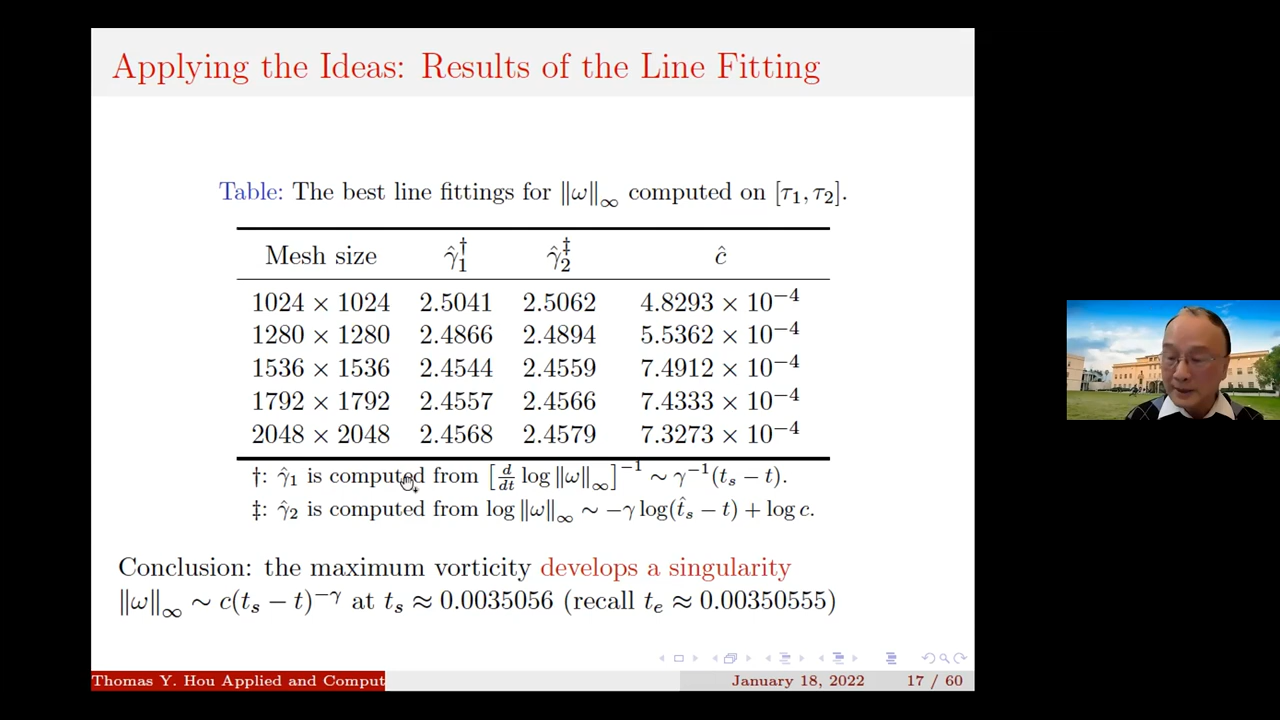 Applying the Ideas: Results of the Line Fitting
Table: The best line fittings for ‖ω‖∞ computed on [τ₁, τ₂].
Mesh size γ̂₁† γ̂₂‡ ĉ
1024 × 1024 2.5041 2.5062 4.8293 × 10⁻⁴
1280 × 1280 2.4866 2.4894 5.5362 × 10⁻⁴
1536 × 1536 2.4544 2.4559 7.4912 × 10⁻⁴
1792 × 1792 2.4557 2.4566 7.4333 × 10⁻⁴
2048 × 2048 2.4568 2.4579 7.3273 × 10⁻⁴
†: γ̂₁ is computed from [d/dt log ‖ω‖∞]⁻¹ ∼ γ⁻¹(tₛ − t).
‡: γ̂₂ is computed from log ‖ω‖∞ ∼ −γ log(t̂ₛ − t) + log c.
Conclusion: the maximum vorticity develops a singularity
‖ω‖∞ ∼ c(tₛ − t)^−γ at tₛ ≈ 0.0035056 (recall tₑ ≈ 0.00350555)
Thomas Y. Hou Applied and Comput January 18, 2022 17 / 60